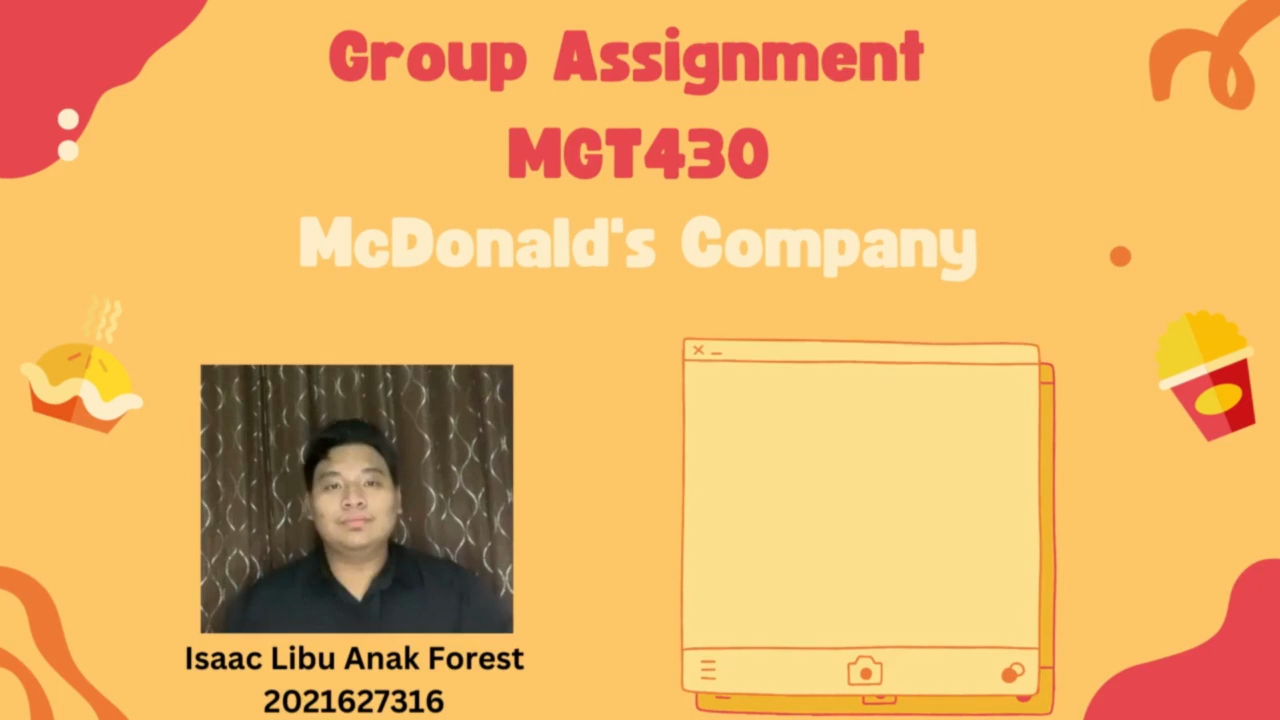 Group Assignment
MGT430
McDonald's Company
Isaac Libu Anak Forest
2021627316